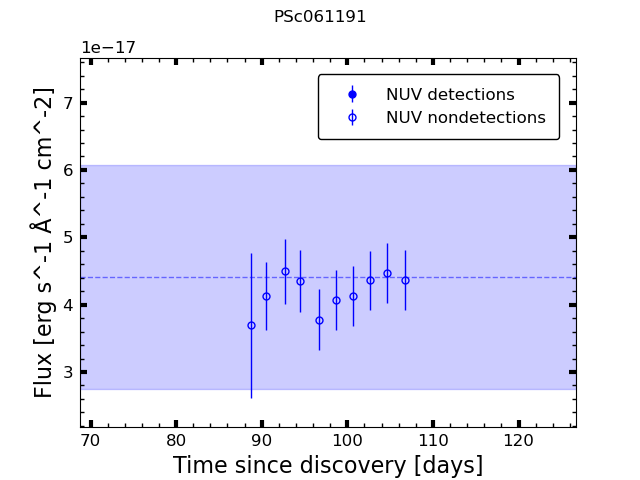 PSc061191
1e−17
Flux [erg s^-1 Å^-1 cm^-2]
7
6
5
4
3
NUV detections
NUV nondetections
70 80 90 100 110 120
Time since discovery [days]